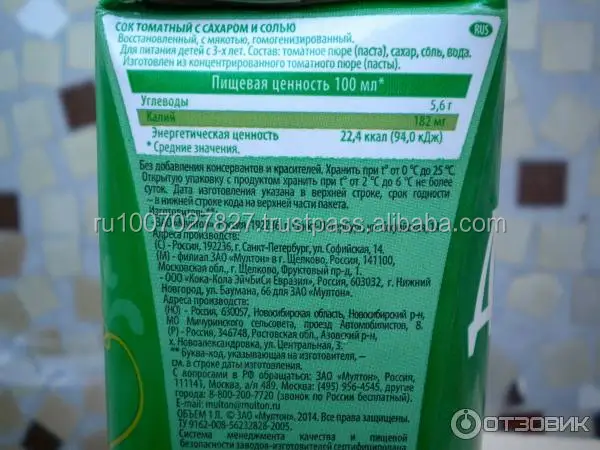 СОК ТОМАТНЫЙ С САХАРОМ И СОЛЬЮ
RUS
Восстановленный, с мякотью, гомогенизированный.
Для питания детей с 3-х лет. Состав: томатное пюре (паста), сахар, соль, вода.
Изготовлен из концентрированного томатного пюре (пасты).
Пищевая ценность 100 мл*
Углеводы 5,6 г
Калий 182 мг
Энергетическая ценность 22,4 ккал (94,0 кДж)
* Средние значения.
Без добавления консервантов и красителей. Хранить при t° от 0 °С до 25 °С.
Открытую упаковку с продуктом хранить при t° от 2 °С до 6 °С не более
суток. Дата изготовления указана в верхней строке, срок годности
– в нижней строке кода на верхней части пакета.
ru1007027827.trustpass.alibaba.com
Адреса производства:
(С) - Россия, 192236, г. Санкт-Петербург, ул. Софийская, 14.
(М) - филиал ЗАО «Мултон» в г. Щелково, Россия, 141100,
Московская обл., г. Щелково, Фруктовый пр-д, 1.
- ООО «Кока-Кола ЭйчБиСи Евразия», Россия, 603032, г. Нижний
Новгород, ул. Баумана, 66 для ЗАО «Мултон».
Адреса производства:
(НО) - Россия, 630057, Новосибирская область, Новосибирский р-н,
МО Мичуринского сельсовета, проезд Автомобилистов, 8.
(Р) - Россия, 346748, Ростовская обл., Азовский р-н,
х. Новоалександровка, ул. Центральная, 3.
** Буква-код, указанная на изготовителя, –
см. в строке даты изготовления.
С вопросами в РФ обращаться: ЗАО «Мултон», Россия,
111141, Москва, а/я 489. Москва: (495) 956-4545, другие
города: 8-800-200-7720 (звонок по России бесплатный).
E-mail: multon@multon.ru
ОБЪЕМ 1 Л. © ЗАО «Мултон», 2014. Все права защищены.
ТУ 9162-008-56232828-2005.
Система менеджмента качества и пищевой
безопасности заводов-изготовителей сертифицирована
ОТЗОВИК